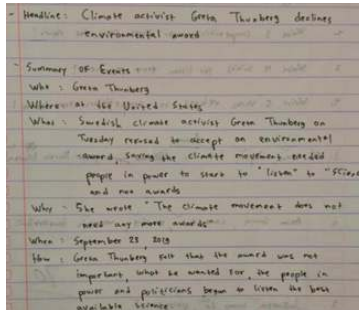 - Headline : Climate activist Greta Thunberg declines
environmental award
- Summary OF Events
Who : Greta Thunberg
Where : at United States
What : Swedish climate activist Greta Thunberg on
Tuesday refused to accept an environmental
award, saying the climate movement needed
people in power to start to "listen" to "Science"
and not awards
Why : She wrote "The climate movement does not
need any more awards"
When : September 23, 2019
How : Greta Thunberg felt that the award was not
important. What she wanted for, the people in
power and politicians began to listen the best
available science.